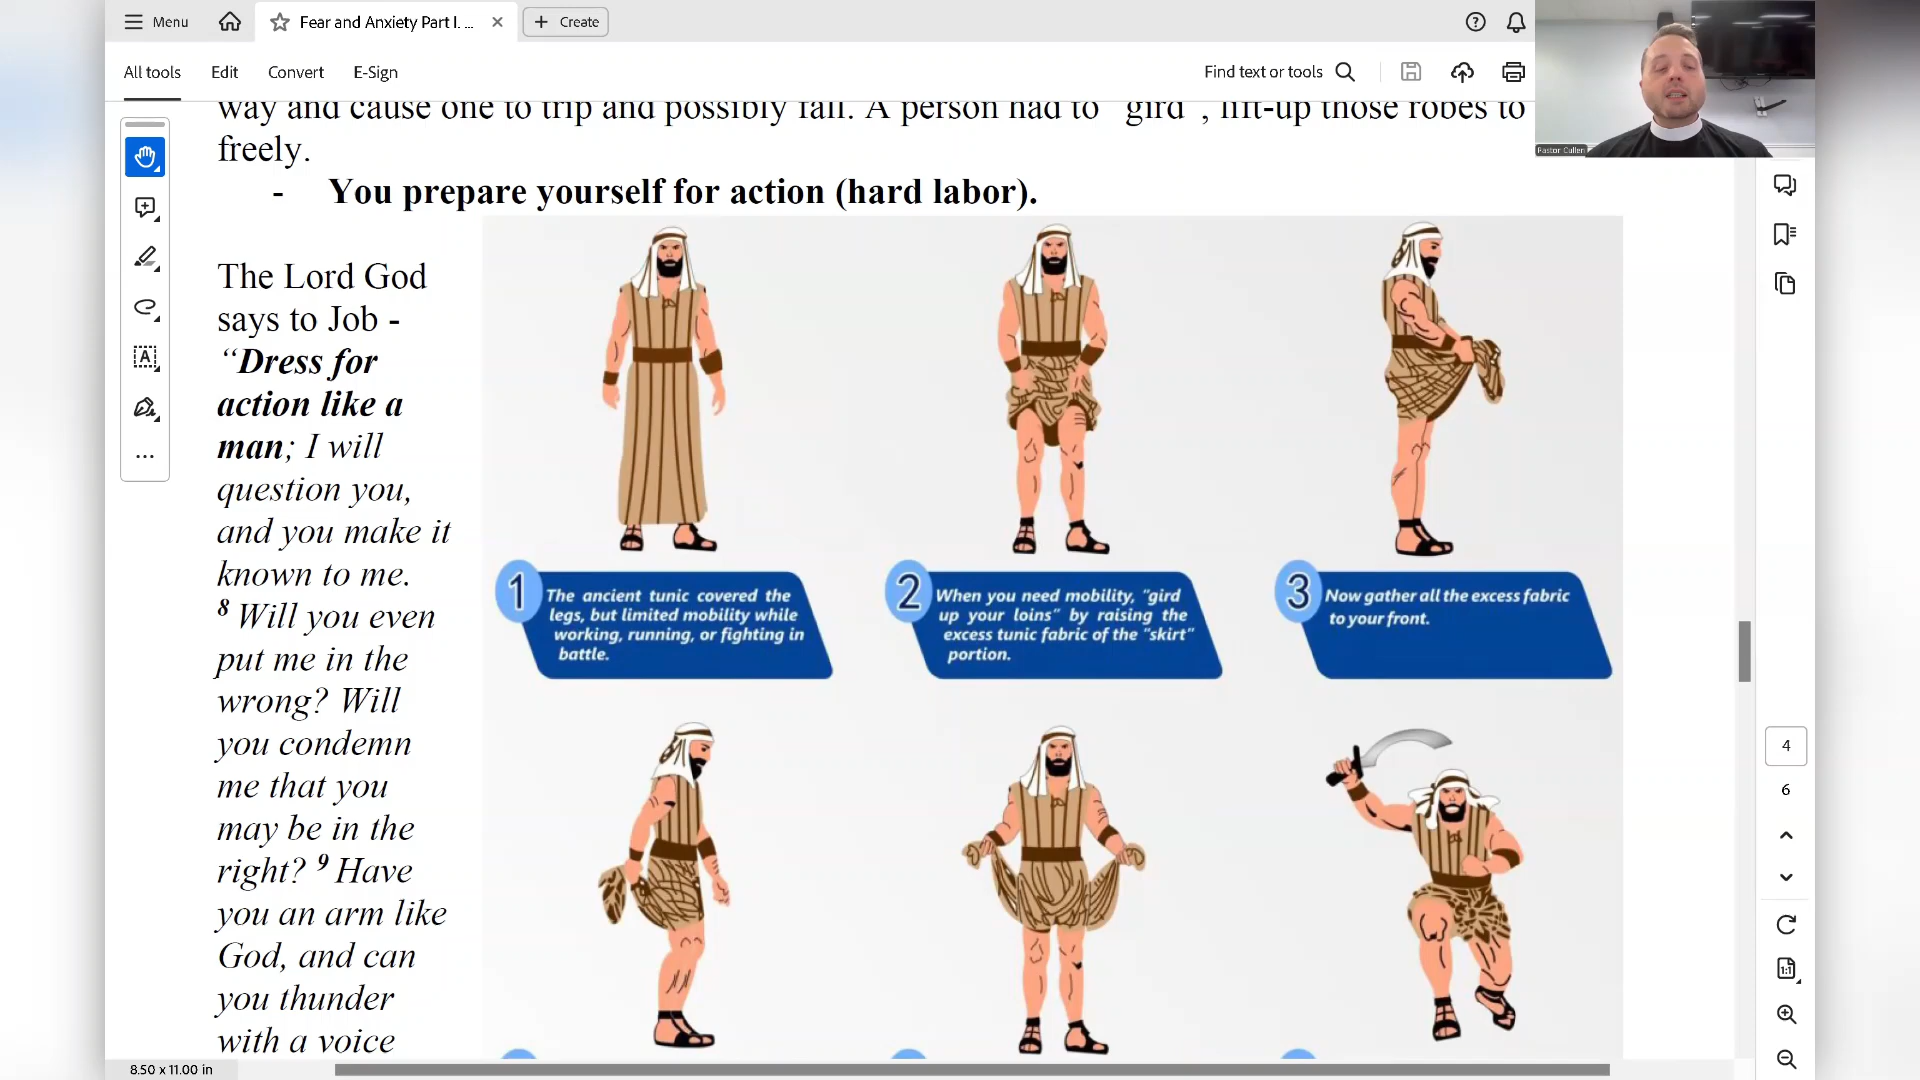 Menu
Fear and Anxiety Part I. ...
Create
All tools
Edit
Convert
E-Sign
Find text or tools
Pastor Cullen
way and cause one to trip and possibly fall. A person had to "gird", lift-up those robes to
freely.
- You prepare yourself for action (hard labor).
The Lord God
says to Job -
“Dress for
action like a
man; I will
question you,
and you make it
known to me.
8 Will you even
put me in the
wrong? Will
you condemn
me that you
may be in the
right? 9 Have
you an arm like
God, and can
you thunder
with a voice
1
The ancient tunic covered the
legs, but limited mobility while
working, running, or fighting in
battle.
2
When you need mobility, "gird
up your loins" by raising the
excess tunic fabric of the "skirt"
portion.
3
Now gather all the excess fabric
to your front.
4
6
1:1
8.50 x 11.00 in